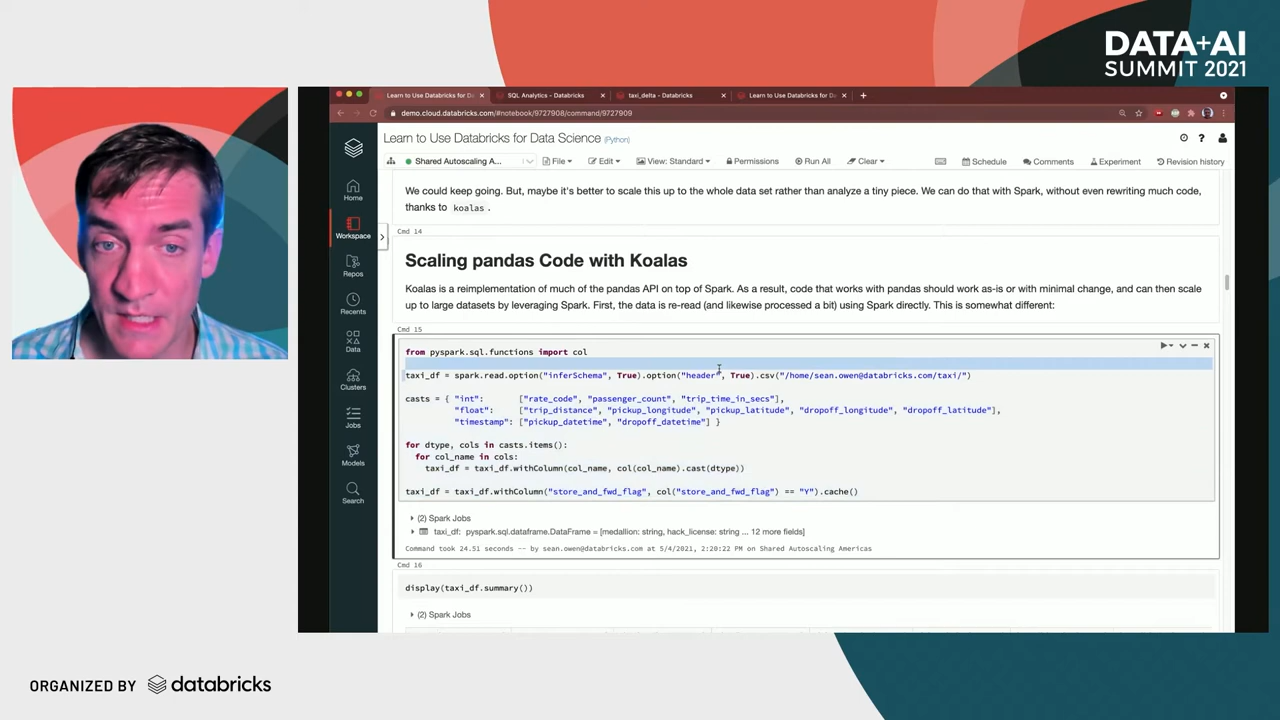 DATA+AI
SUMMIT 2021
Learn to Use Databricks for Da
SQL Analytics - Databricks
taxi_delta - Databricks
Learn to Use Databricks for Da
demo.cloud.databricks.com/#notebook/9727908/command/9727909
Learn to Use Databricks for Data Science (Python)
Shared Autoscaling A...
File
Edit
View: Standard
Permissions
Run All
Clear
Schedule
Comments
Experiment
Revision history
Home
Workspace
Repos
Recents
Data
Clusters
Jobs
Models
Search
We could keep going. But, maybe it's better to scale this up to the whole data set rather than analyze a tiny piece. We can do that with Spark, without even rewriting much code,
thanks to koalas .
Cmd 14
Scaling pandas Code with Koalas
Koalas is a reimplementation of much of the pandas API on top of Spark. As a result, code that works with pandas should work as-is or with minimal change, and can then scale
up to large datasets by leveraging Spark. First, the data is re-read (and likewise processed a bit) using Spark directly. This is somewhat different:
Cmd 15
from pyspark.sql.functions import col
taxi_df = spark.read.option("inferSchema", True).option("header", True).csv("/home/sean.owen@databricks.com/taxi/")
casts = { "int": ["rate_code", "passenger_count", "trip_time_in_secs"],
"float": ["trip_distance", "pickup_longitude", "pickup_latitude", "dropoff_longitude", "dropoff_latitude"],
"timestamp": ["pickup_datetime", "dropoff_datetime"] }
for dtype, cols in casts.items():
for col_name in cols:
taxi_df = taxi_df.withColumn(col_name, col(col_name).cast(dtype))
taxi_df = taxi_df.withColumn("store_and_fwd_flag", col("store_and_fwd_flag") == "Y").cache()
(2) Spark Jobs
taxi_df: pyspark.sql.dataframe.DataFrame = [medallion: string, hack_license: string ... 12 more fields]
Command took 24.51 seconds -- by sean.owen@databricks.com at 5/4/2021, 2:20:22 PM on Shared Autoscaling Americas
Cmd 16
display(taxi_df.summary())
(2) Spark Jobs
ORGANIZED BY databricks